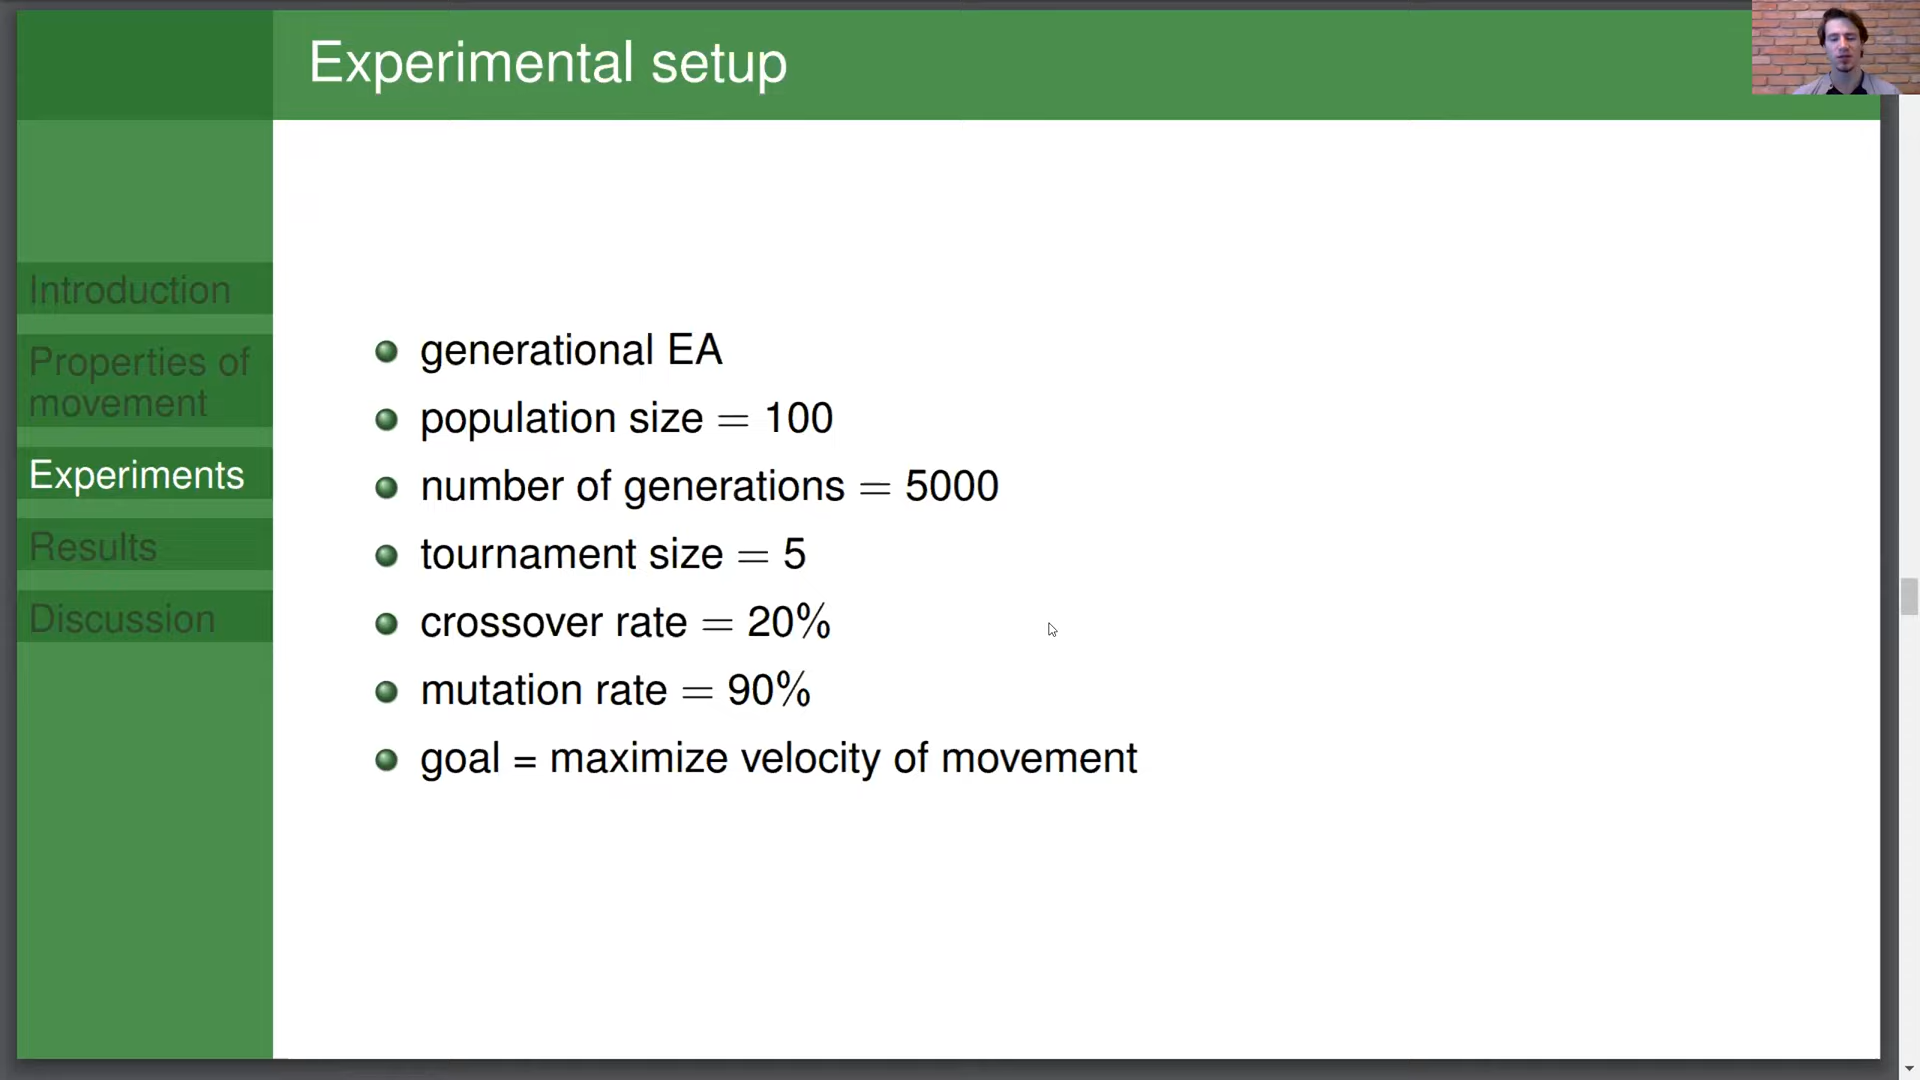 Experimental setup
Introduction
Properties of
movement
Experiments
Results
Discussion
generational EA
population size = 100
number of generations = 5000
tournament size = 5
crossover rate = 20%
mutation rate = 90%
goal = maximize velocity of movement